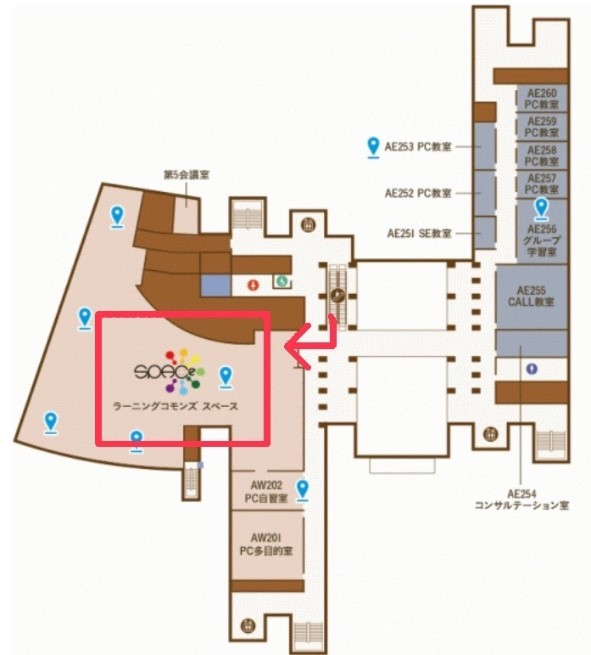 AE260
PC教室
AE259
PC教室
AE258
PC教室
AE257
PC教室
AE256
グループ
学習室
AE253 PC教室
AE252 PC教室
AE251 SE教室
第5会議室
AE255
CALL教室
space
ラーニングコモンズ スペース
AW202
PC自習室
AW201
PC多目的室
AE254
コンサルテーション室